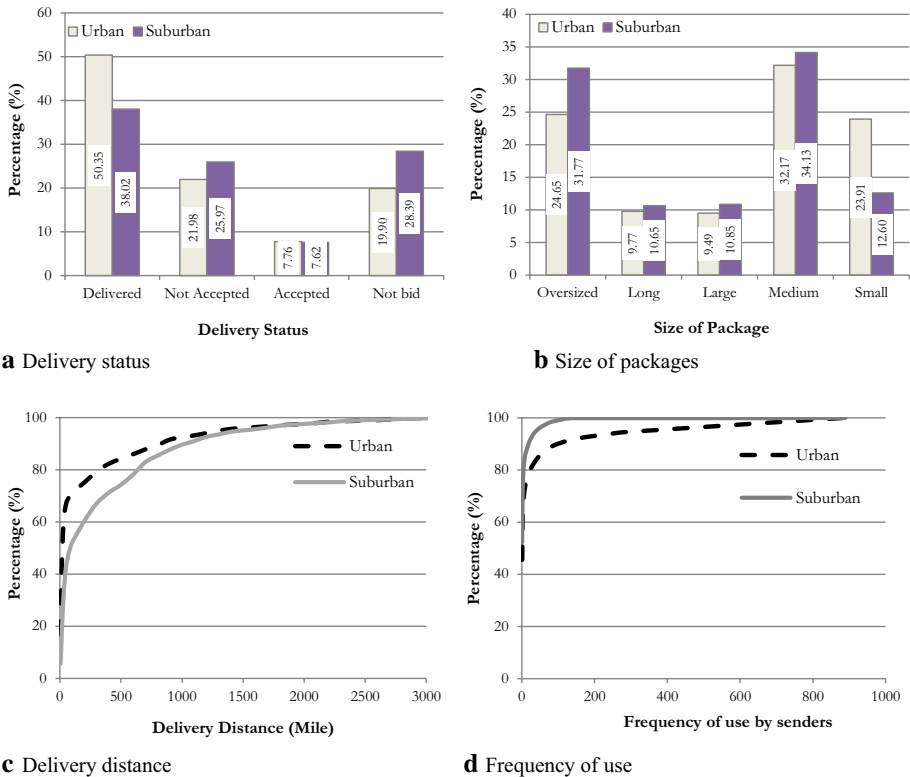 60
50
40
30
20
10
0
Percentage (%)
Urban Suburban
50.35
38.02
21.98
25.97
7.76
7.62
19.90
28.39
Delivered Not Accepted Accepted Not bid
Delivery Status
a Delivery status
40
35
30
25
20
15
10
5
0
Percentage (%)
Urban Suburban
24.65
31.77
9.77
10.65
9.49
10.85
32.17
34.13
23.91
12.60
Oversized Long Large Medium Small
Size of Package
b Size of packages
100
80
60
40
20
0
Percentage (%)
Urban
Suburban
0 500 1000 1500 2000 2500 3000
Delivery Distance (Mile)
c Delivery distance
100
80
60
40
20
0
Percentage (%)
Urban
Suburban
0 200 400 600 800 1000
Frequency of use by senders
d Frequency of use